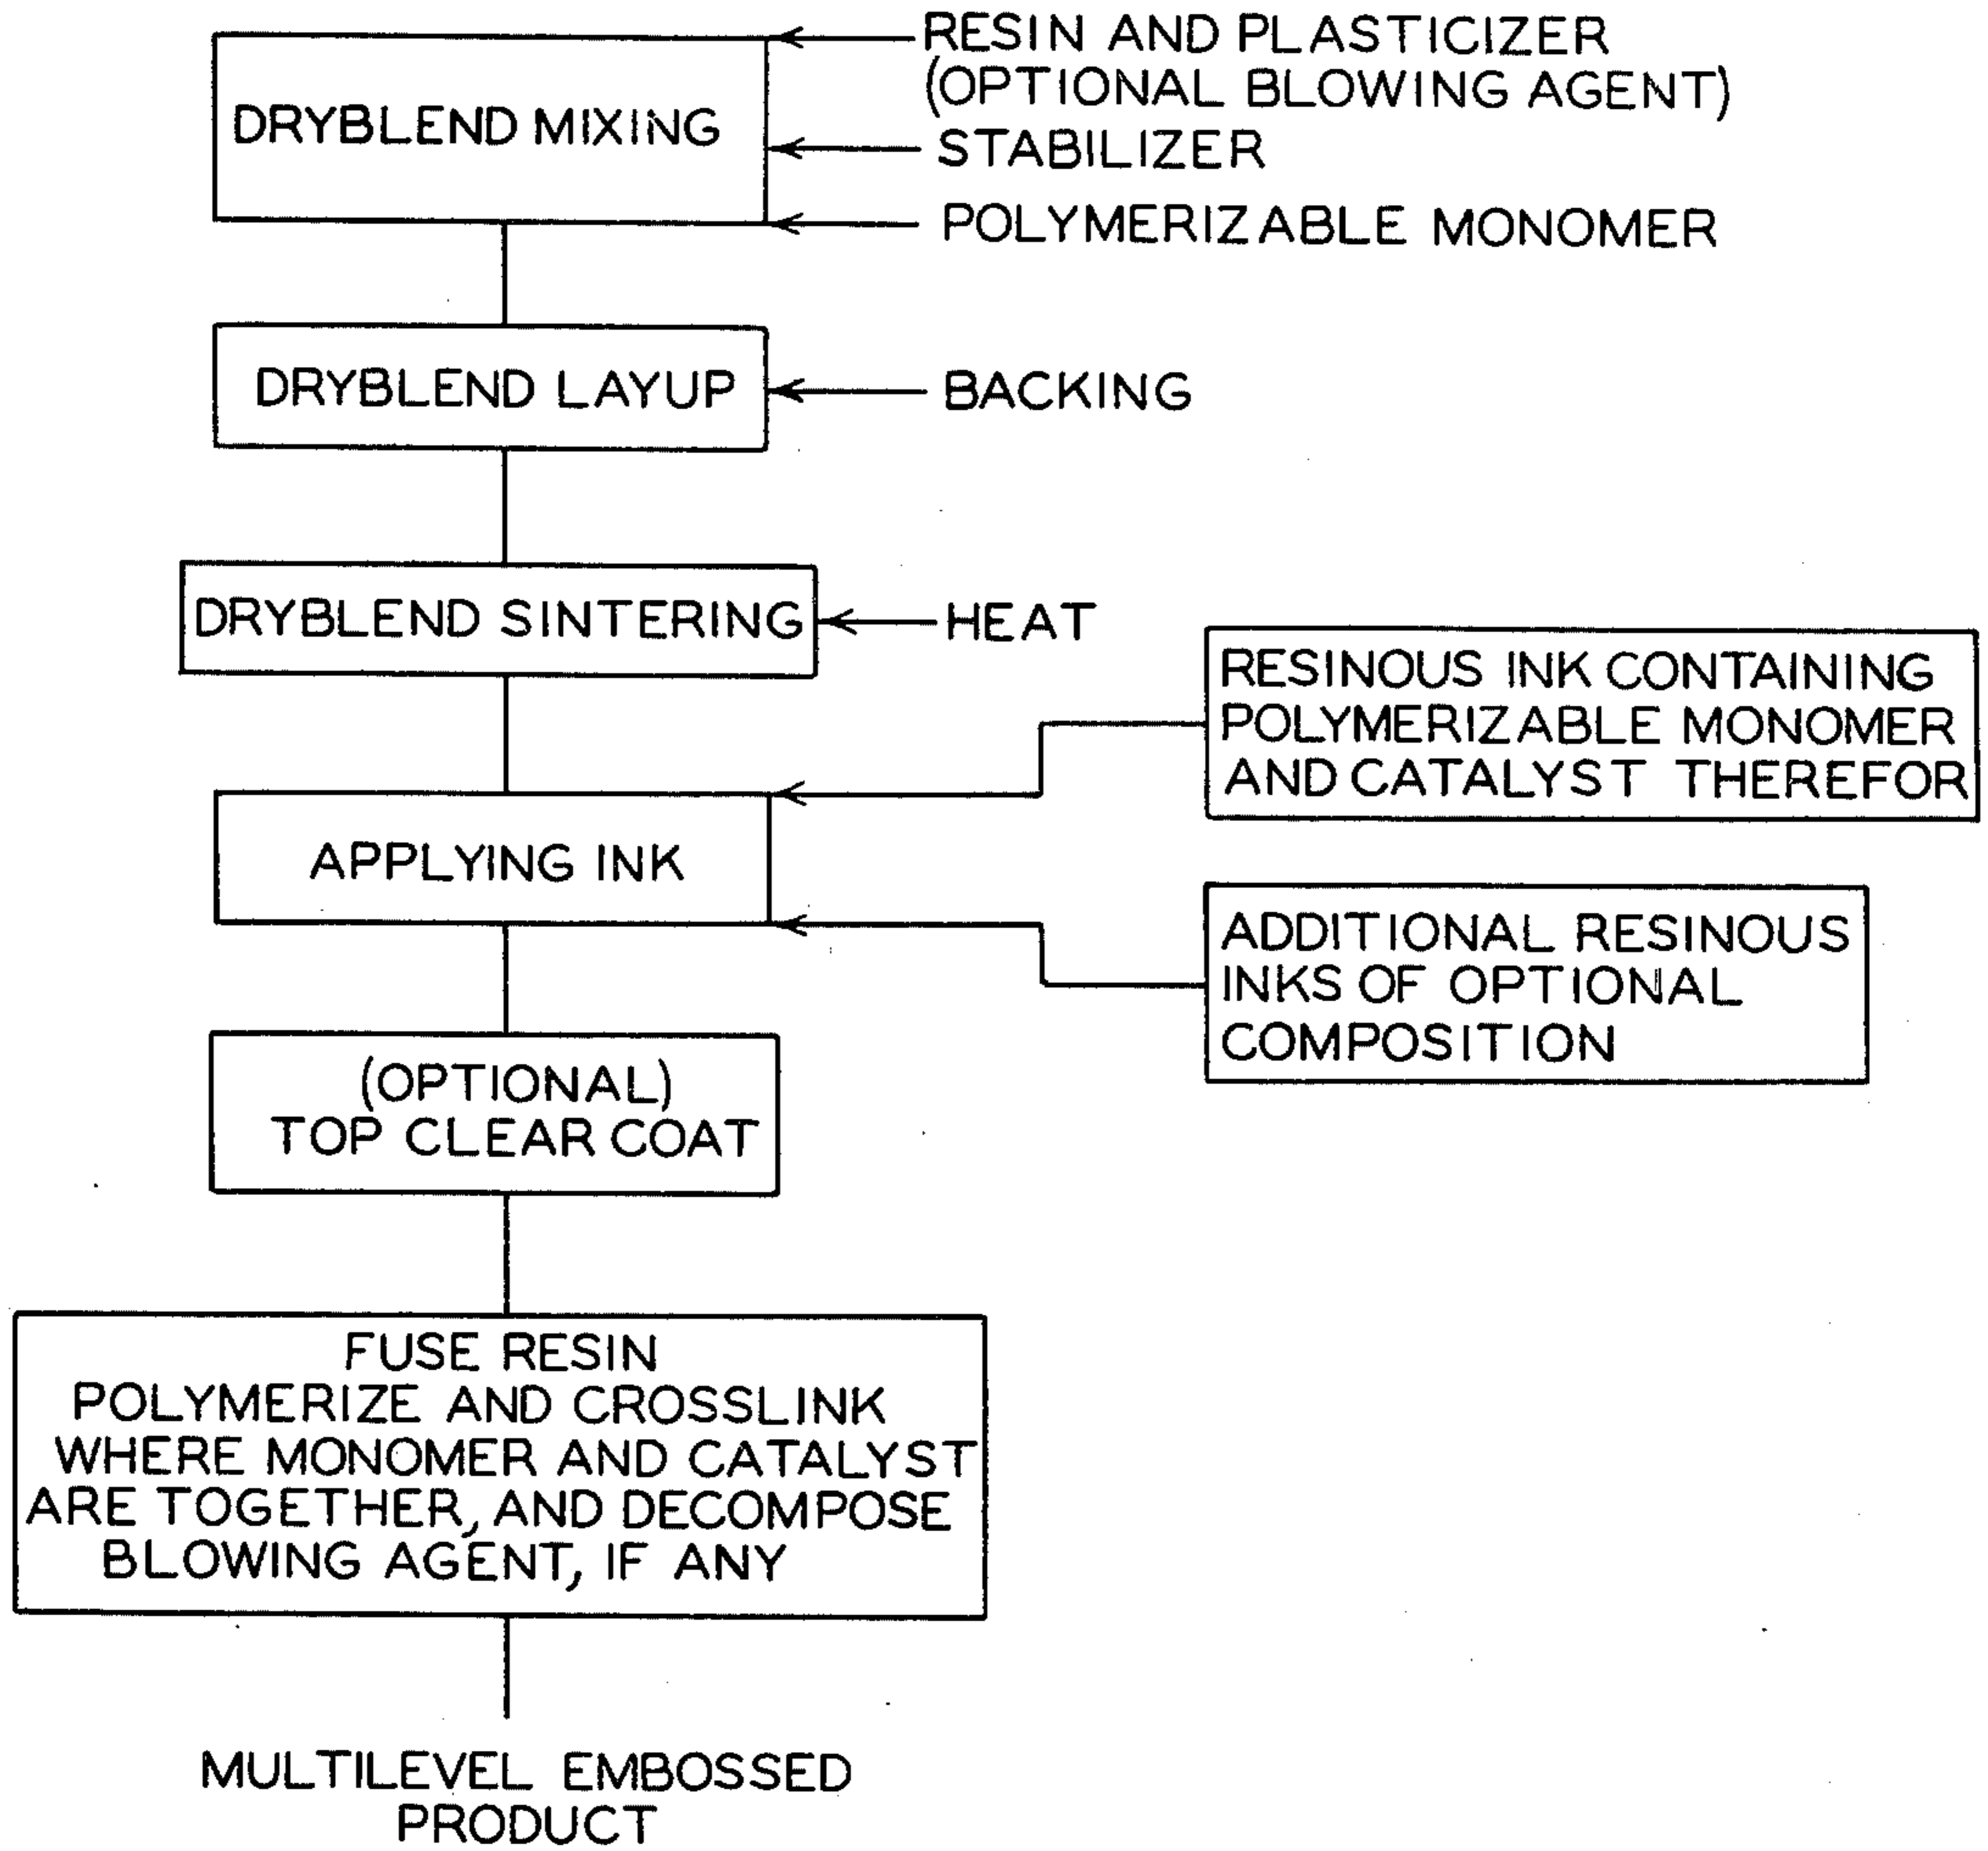 RESIN AND PLASTICIZER
(OPTIONAL BLOWING AGENT)
DRYBLEND MIXING
STABILIZER
POLYMERIZABLE MONOMER
DRYBLEND LAYUP
BACKING
DRYBLEND SINTERING
HEAT
RESINOUS INK CONTAINING
POLYMERIZABLE MONOMER
AND CATALYST THEREFOR
APPLYING INK
ADDITIONAL RESINOUS
INKS OF OPTIONAL
COMPOSITION
(OPTIONAL)
TOP CLEAR COAT
FUSE RESIN
POLYMERIZE AND CROSSLINK
WHERE MONOMER AND CATALYST
ARE TOGETHER, AND DECOMPOSE
BLOWING AGENT, IF ANY
MULTILEVEL EMBOSSED
PRODUCT